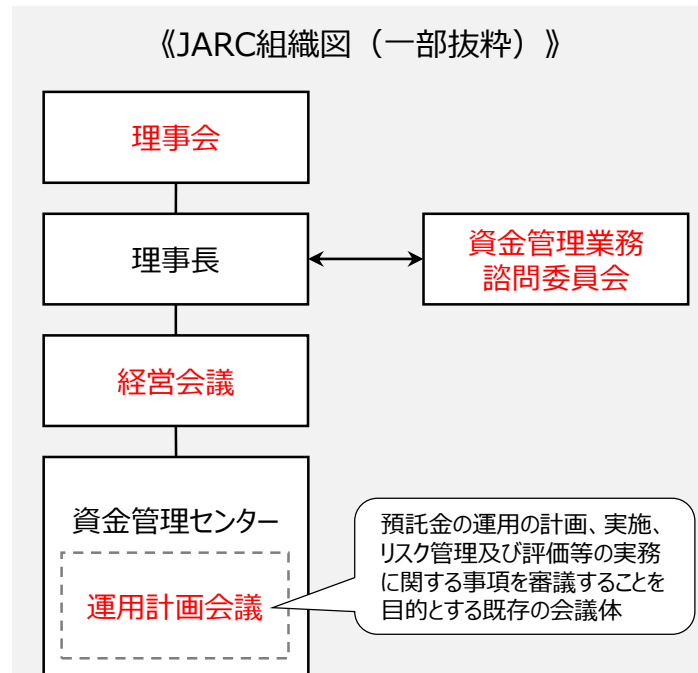 《JARC組織図（一部抜粋）》
理事会
理事長
資金管理業務
諮問委員会
経営会議
資金管理センター
運用計画会議
預託金の運用の計画、実施、
リスク管理及び評価等の実務
に関する事項を審議することを
目的とする既存の会議体